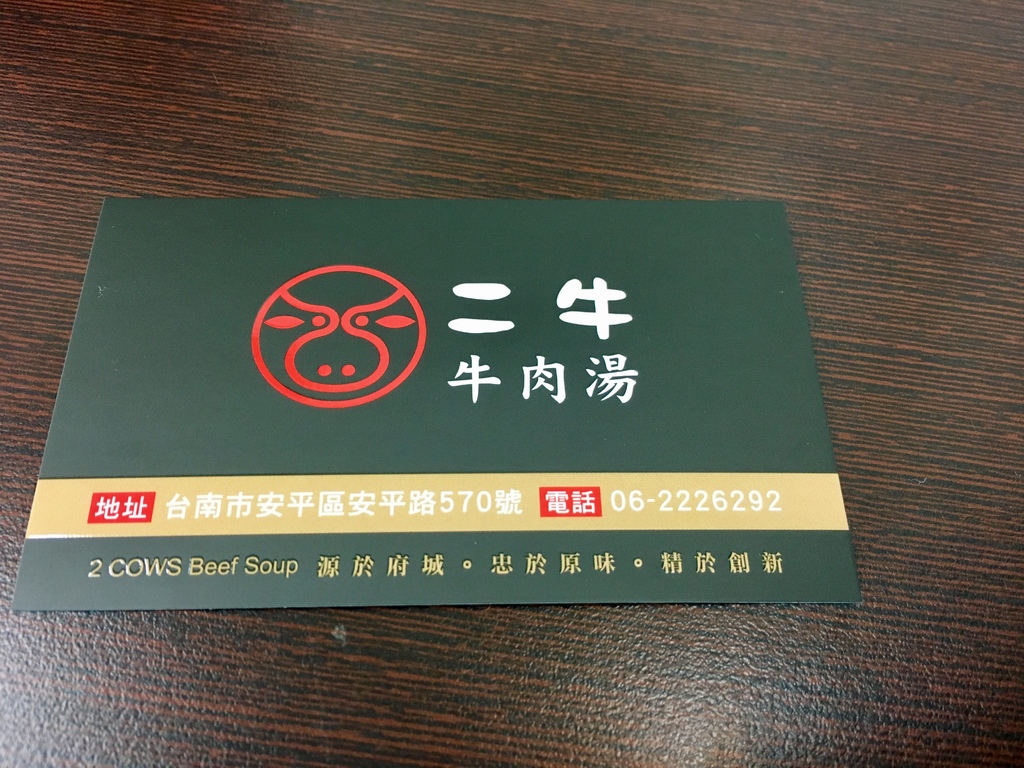 二牛
牛肉湯
地址 台南市安平區安平路570號 電話 06-2226292
2 COWS Beef Soup 源於府城。忠於原味。精於創新